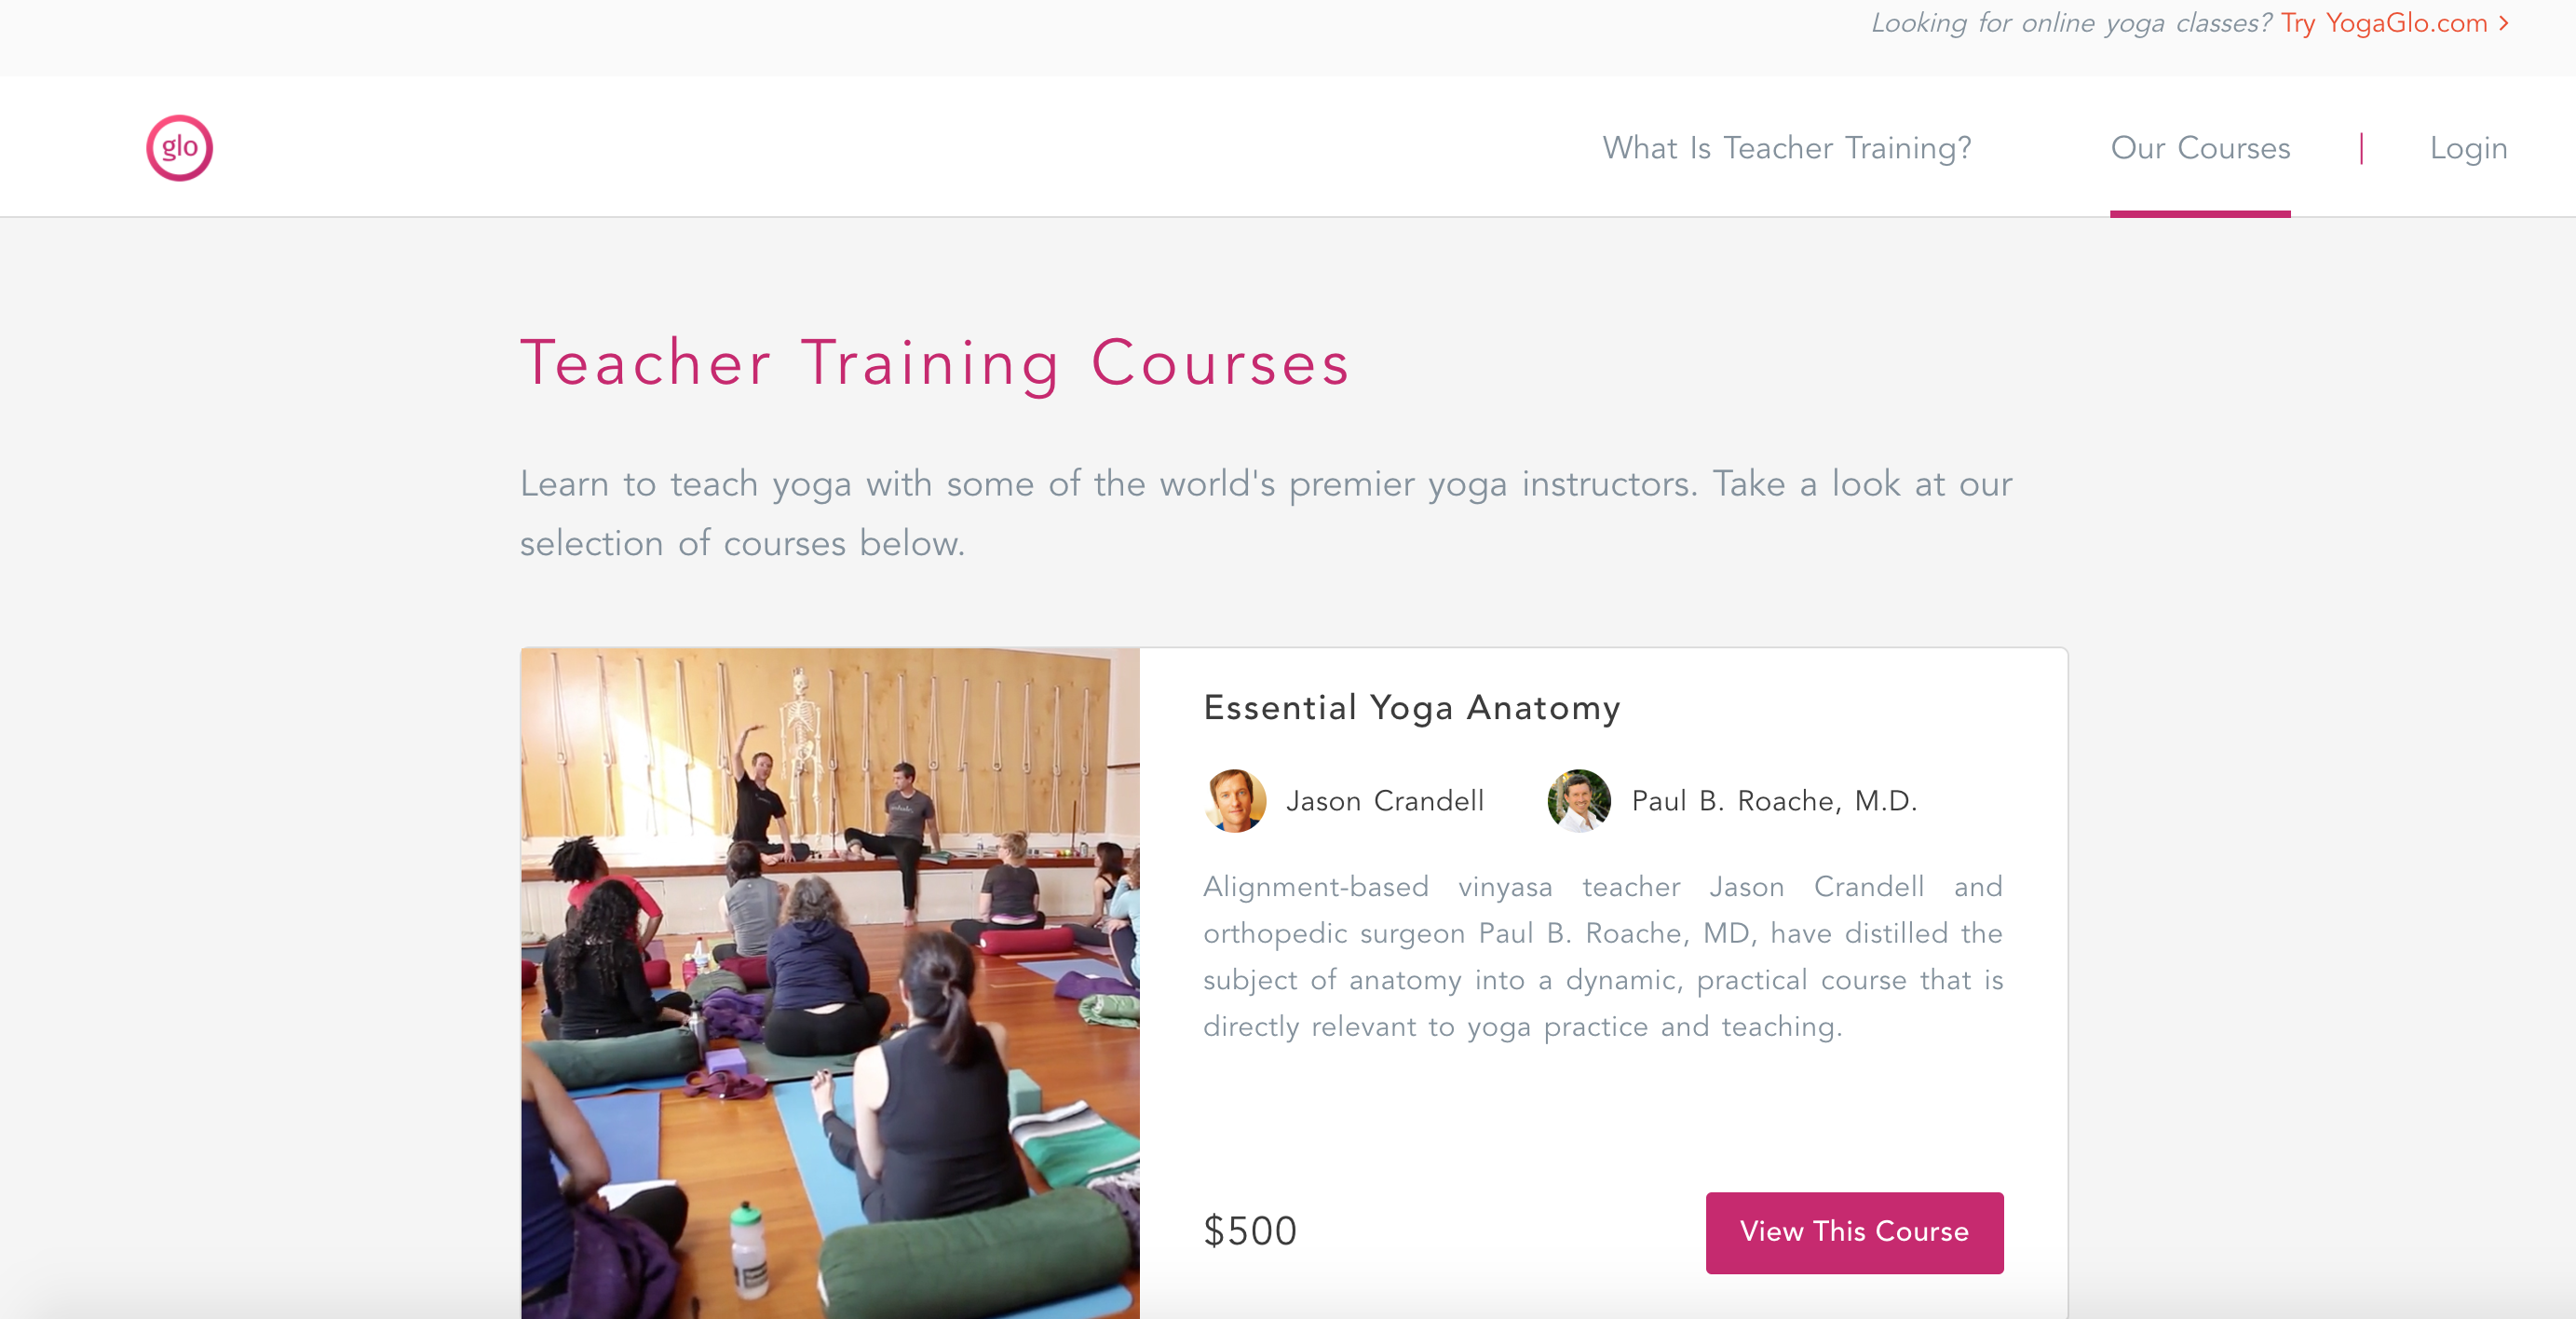 Looking for online yoga classes? Try YogaGlo.com >
glo
What Is Teacher Training?
Our Courses
Login
Teacher Training Courses
Learn to teach yoga with some of the world's premier yoga instructors. Take a look at our
selection of courses below.
Essential Yoga Anatomy
Jason Crandell
Paul B. Roache, M.D.
Alignment-based vinyasa teacher Jason Crandell and
orthopedic surgeon Paul B. Roache, MD, have distilled the
subject of anatomy into a dynamic, practical course that is
directly relevant to yoga practice and teaching.
$500
View This Course